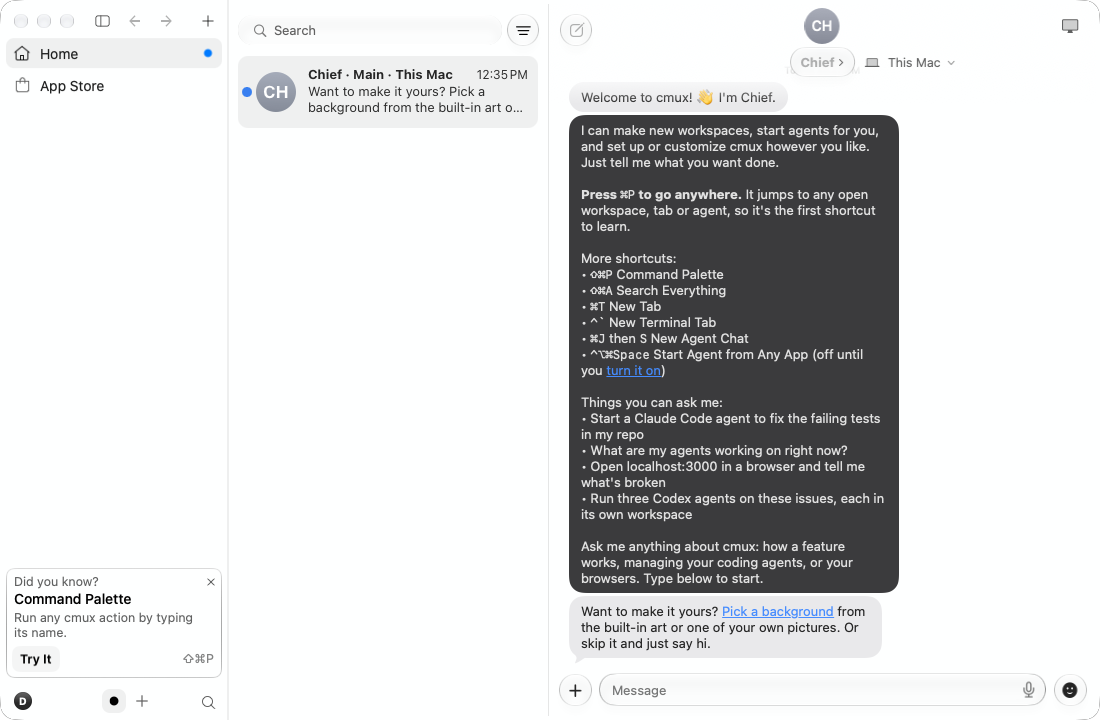 Home
App Store
Did you know?
Command Palette
Run any cmux action by typing
its name.
Try It
⇧⌘P
D
Search
CH
Chief · Main · This Mac
12:35 PM
Want to make it yours? Pick a
background from the built-in art o...
CH
Chief ›
This Mac
Welcome to cmux! 👋 I'm Chief.
I can make new workspaces, start agents for you,
and set up or customize cmux however you like.
Just tell me what you want done.
Press ⌘P to go anywhere. It jumps to any open
workspace, tab or agent, so it's the first shortcut
to learn.
More shortcuts:
• ⇧⌘P Command Palette
• ⇧⌘A Search Everything
• ⌘T New Tab
• ^` New Terminal Tab
• ⌘J then S New Agent Chat
• ^⌥⌘Space Start Agent from Any App (off until
you turn it on)
Things you can ask me:
• Start a Claude Code agent to fix the failing tests
in my repo
• What are my agents working on right now?
• Open localhost:3000 in a browser and tell me
what's broken
• Run three Codex agents on these issues, each in
its own workspace
Ask me anything about cmux: how a feature
works, managing your coding agents, or your
browsers. Type below to start.
Want to make it yours? Pick a background from
the built-in art or one of your own pictures. Or
skip it and just say hi.
Message